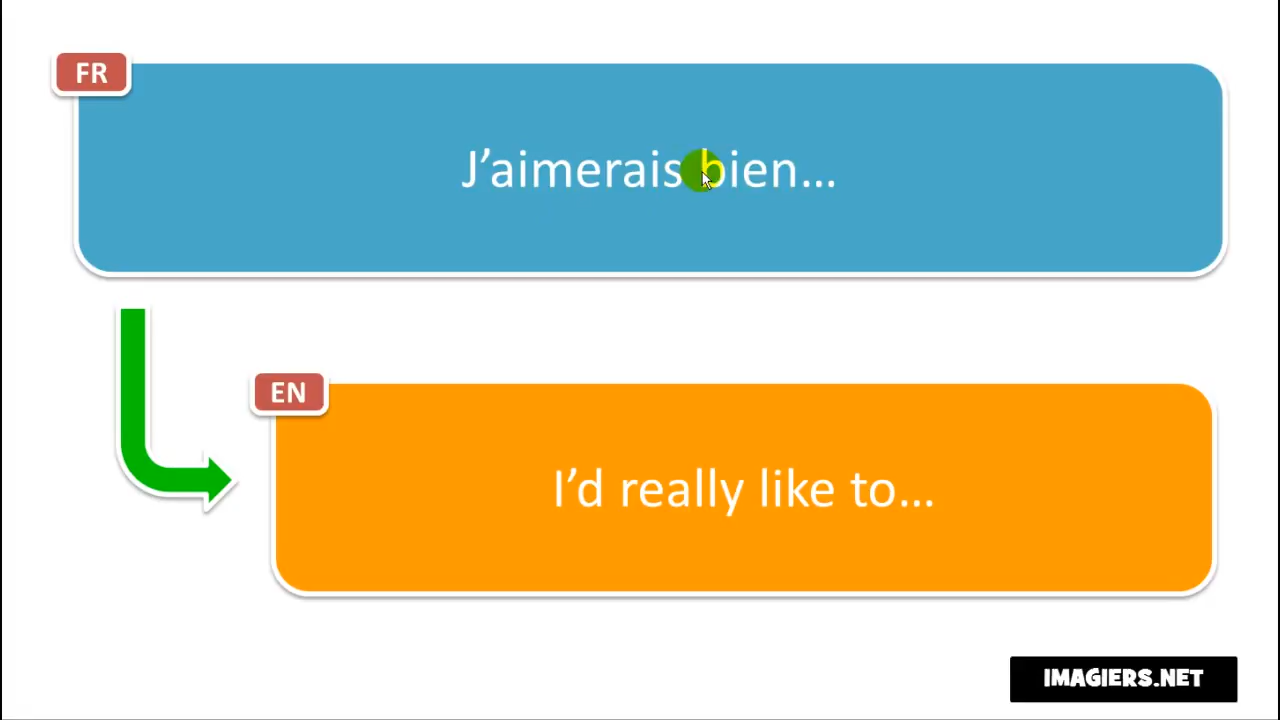 FR
J’aimerais bien...
EN
I’d really like to...
IMAGIERS.NET